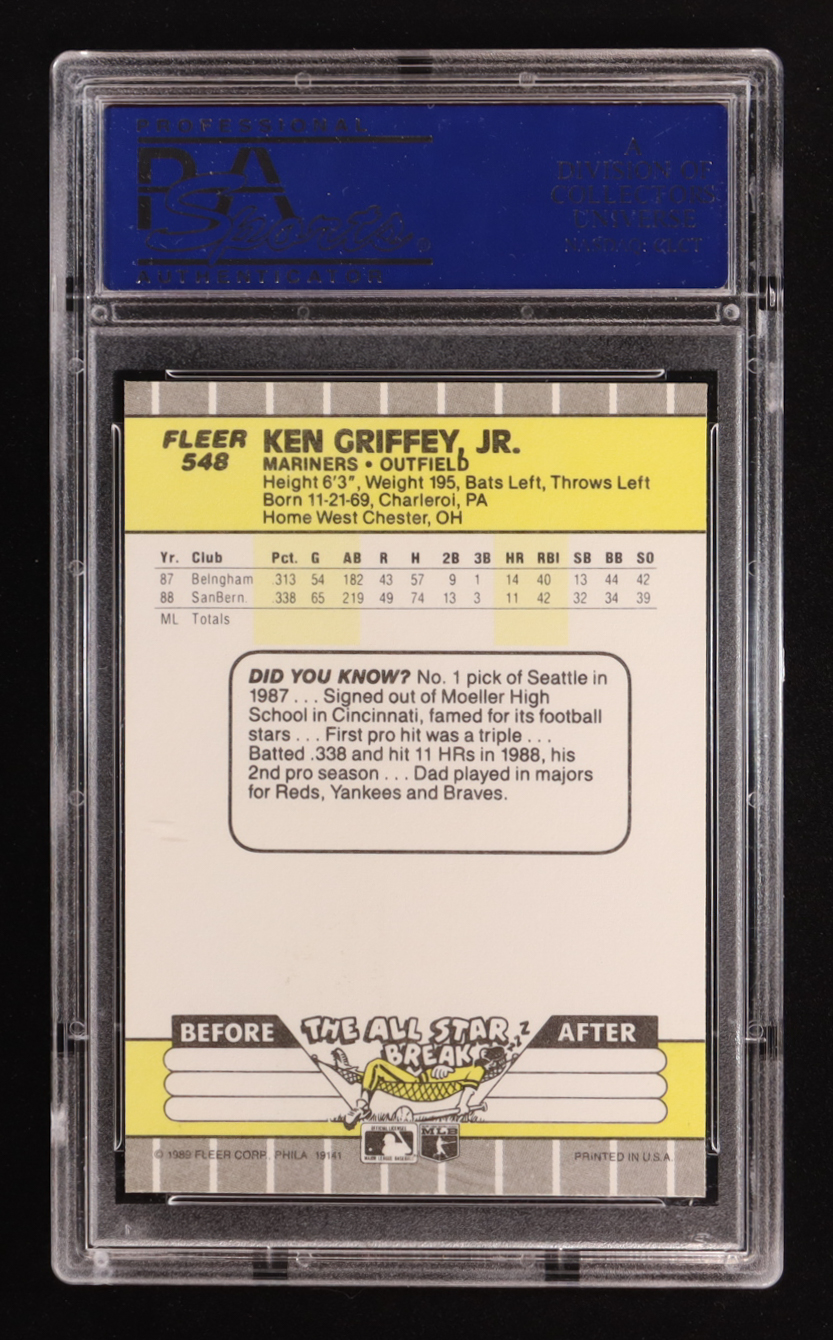 PROFESSIONAL
PSA
AUTHENTICATOR
A
DIVISION OF
COLLECTORS
UNIVERSE
NASDAQ: CLCT
FLEER
548
KEN GRIFFEY, JR.
MARINERS • OUTFIELD
Height 6'3", Weight 195, Bats Left, Throws Left
Born 11-21-69, Charleroi, PA
Home West Chester, OH
Yr. Club Pct. G AB R H 2B 3B HR RBI SB BB SO
87 Belngham .313 54 182 43 57 9 1 14 40 13 44 42
88 SanBern. .338 65 219 49 74 13 3 11 42 32 34 39
ML Totals
DID YOU KNOW? No. 1 pick of Seattle in
1987 . . . Signed out of Moeller High
School in Cincinnati, famed for its football
stars . . . First pro hit was a triple . . .
Batted .338 and hit 11 HRs in 1988, his
2nd pro season . . . Dad played in majors
for Reds, Yankees and Braves.
BEFORE
THE ALL STAR
BREAK
zzZ
AFTER
MLB
© 1989 FLEER CORP. PHILA 19141
PRINTED IN U.S.A.